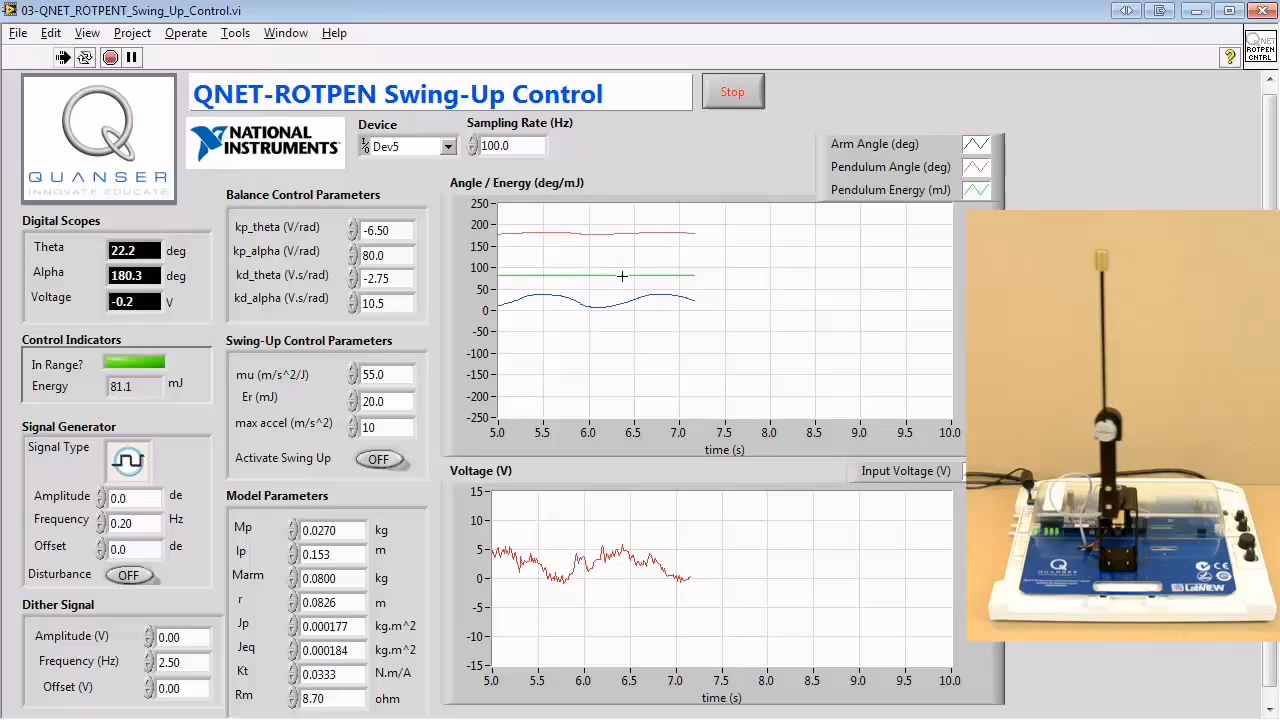 03-QNET_ROTPENT_Swing_Up_Control.vi
File Edit View Project Operate Tools Window Help
QNET
ROTPEN
CNTRL
QUANSER
INNOVATE EDUCATE
QNET-ROTPEN Swing-Up Control
Stop
NATIONAL
INSTRUMENTS
Device
Dev5
Sampling Rate (Hz)
100.0
Arm Angle (deg)
Pendulum Angle (deg)
Pendulum Energy (mJ)
Digital Scopes
Theta 22.2 deg
Alpha 180.3 deg
Voltage -0.2 V
Control Indicators
In Range?
Energy 81.1 mJ
Signal Generator
Signal Type
Amplitude 0.0 de
Frequency 0.20 Hz
Offset 0.0 de
Disturbance OFF
Dither Signal
Amplitude (V) 0.00
Frequency (Hz) 2.50
Offset (V) 0.00
Balance Control Parameters
kp_theta (V/rad) -6.50
kp_alpha (V/rad) 80.0
kd_theta (V.s/rad) -2.75
kd_alpha (V.s/rad) 10.5
Swing-Up Control Parameters
mu (m/s^2/J) 55.0
Er (mJ) 20.0
max accel (m/s^2) 10
Activate Swing Up OFF
Model Parameters
Mp 0.0270 kg
lp 0.153 m
Marm 0.0800 kg
r 0.0826 m
Jp 0.000177 kg.m^2
Jeq 0.000184 kg.m^2
Kt 0.0333 N.m/A
Rm 8.70 ohm
Angle / Energy (deg/mJ)
250
200
150
100
50
0
-50
-100
-150
-200
-250
5.0 5.5 6.0 6.5 7.0 7.5 8.0 8.5 9.0 9.5 10.0
time (s)
Voltage (V)
Input Voltage (V)
15
10
5
0
-5
-10
-15
5.0 5.5 6.0 6.5 7.0 7.5 8.0 8.5 9.0 9.5 10.0
time (s)
QUANSER
LabVIEW